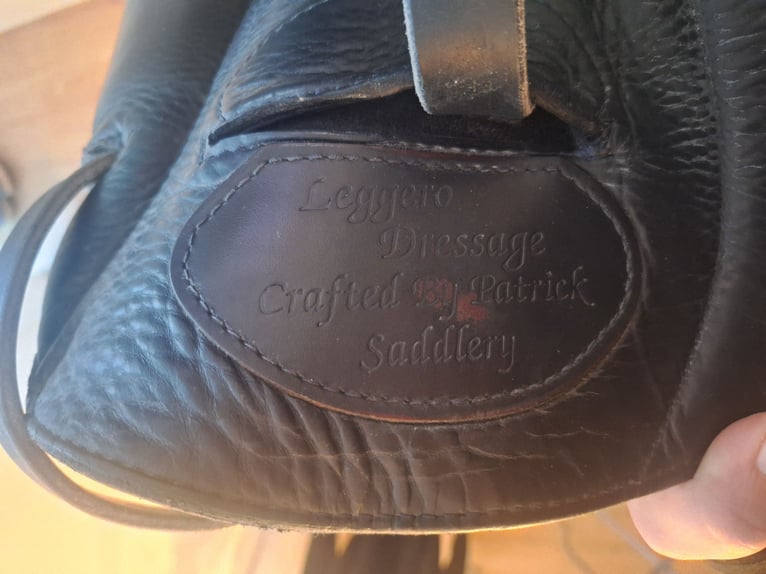 Leggero
Dressage
Crafted By Patrick
Saddlery